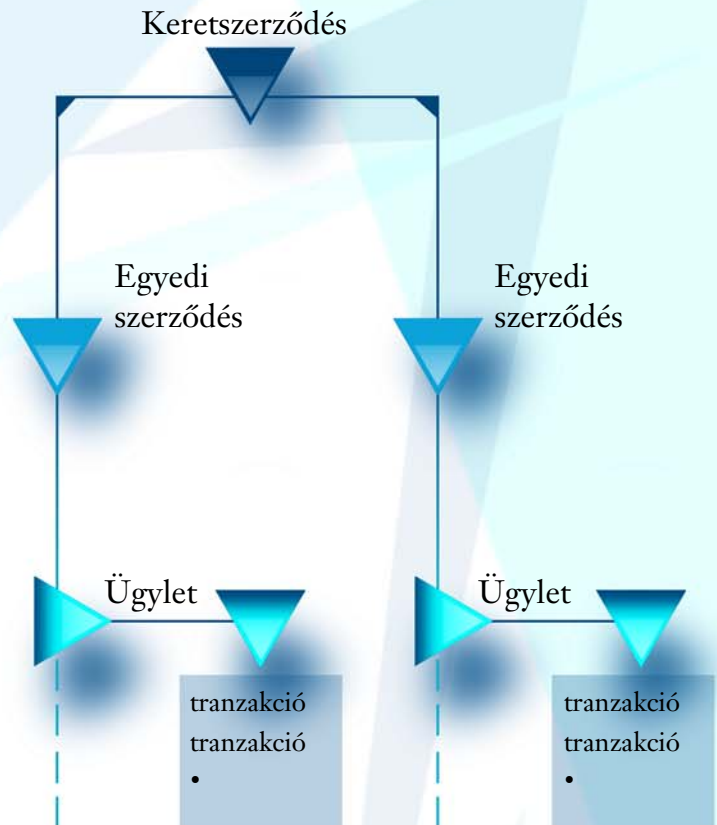 Keretszerződés
Egyedi
szerződés
Egyedi
szerződés
Ügylet
Ügylet
tranzakció
tranzakció
•
tranzakció
tranzakció
•